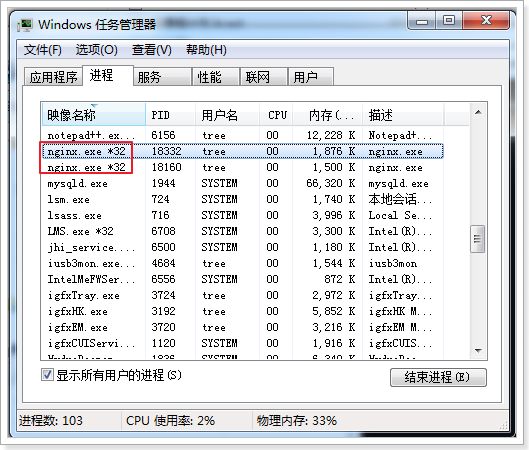 Windows 任务管理器
文件(F) 选项(O) 查看(V) 帮助(H)
应用程序 进程 服务 性能 联网 用户
映像名称 PID 用户名 CPU 内存(... 描述
notepad++.ex... 6156 tree 00 12,228 K Notepad+...
nginx.exe *32 18332 tree 00 1,876 K nginx.exe
nginx.exe *32 18160 tree 00 1,500 K nginx.exe
mysqld.exe 1944 SYSTEM 00 66,320 K mysqld.exe
lsm.exe 724 SYSTEM 00 1,740 K 本地会话...
lsass.exe 716 SYSTEM 00 3,996 K Local Se...
LMS.exe *32 6708 SYSTEM 00 3,300 K Intel(R)...
jhi_service.... 6500 SYSTEM 00 1,180 K Intel(R)...
iusb3mon.exe... 4684 tree 00 1,544 K iusb3mon
IntelMeFWSer... 6556 SYSTEM 00 872 K Intel(R)...
igfxTray.exe 3724 tree 00 2,972 K igfxTray...
igfxHK.exe 3192 tree 00 5,852 K igfxHK M...
igfxEM.exe 3720 tree 00 3,216 K igfxEM M...
igfxCUIServi... 1120 SYSTEM 00 1,916 K igfxCUIS...
显示所有用户的进程(S) 结束进程(E)
进程数: 103 CPU 使用率: 2% 物理内存: 33%